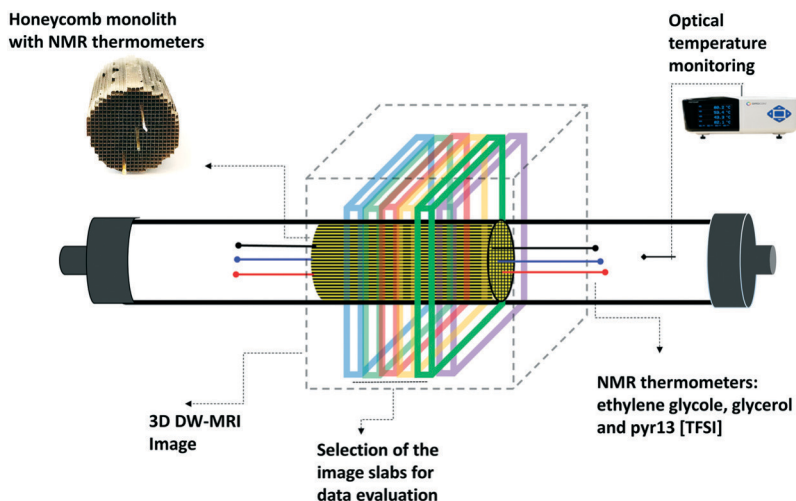 Honeycomb monolith
with NMR thermometers
Optical
temperature
monitoring
3D DW-MRI
Image
Selection of the
image slabs for
data evaluation
NMR thermometers:
ethylene glycole, glycerol
and pyr13 [TFSI]